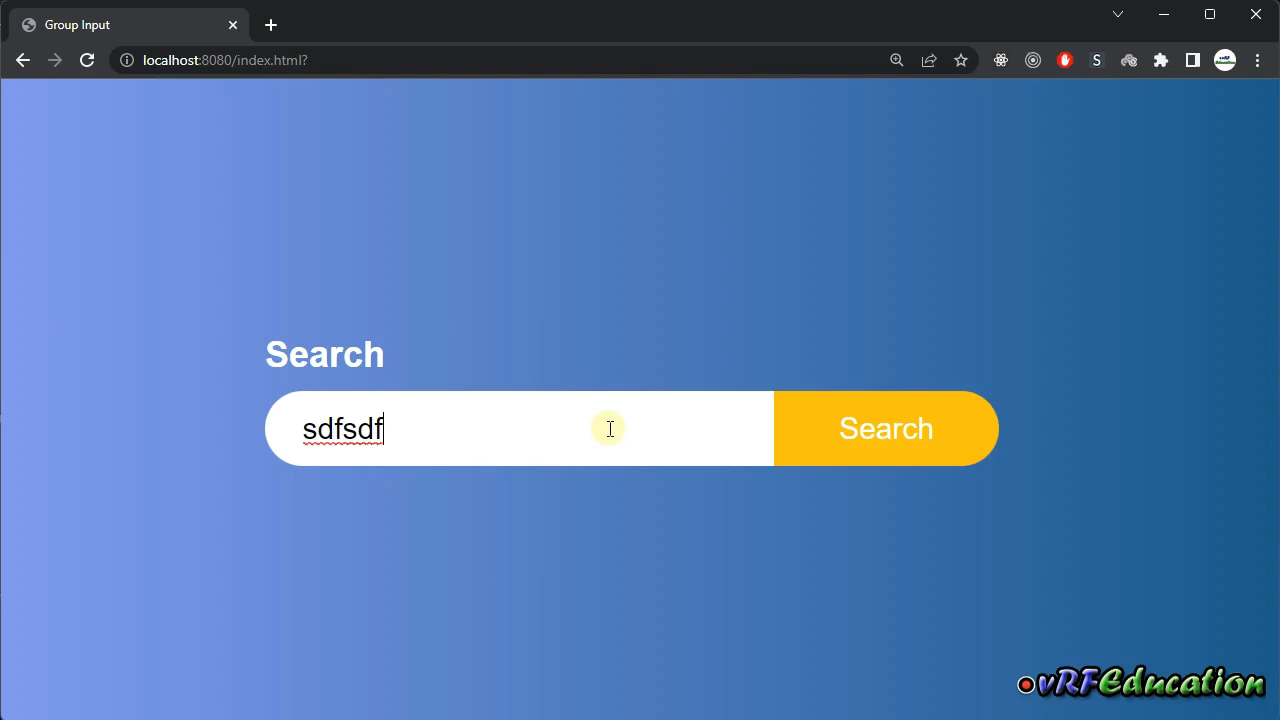 Group Input
localhost:8080/index.html?
S
Search
sdfsdf
Search
vRFEducation